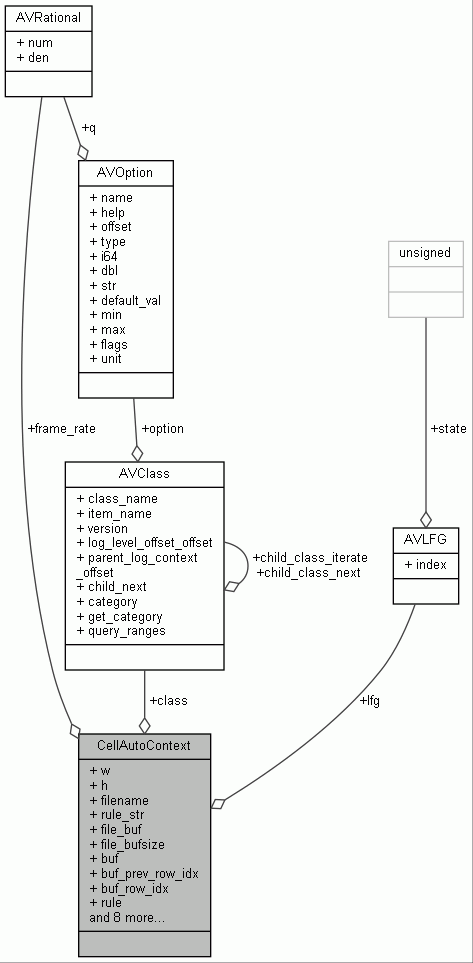 AVRational
+ num
+ den
+q
AVOption
+ name
+ help
+ offset
+ type
+ i64
+ dbl
+ str
+ default_val
+ min
+ max
+ flags
+ unit
unsigned
+frame_rate
+option
+state
AVClass
+ class_name
+ item_name
+ version
+ log_level_offset_offset
+ parent_log_context
_offset
+ child_next
+ category
+ get_category
+ query_ranges
+child_class_iterate
+child_class_next
AVLFG
+ index
+class
+lfg
CellAutoContext
+ w
+ h
+ filename
+ rule_str
+ file_buf
+ file_bufsize
+ buf
+ buf_prev_row_idx
+ buf_row_idx
+ rule
and 8 more...